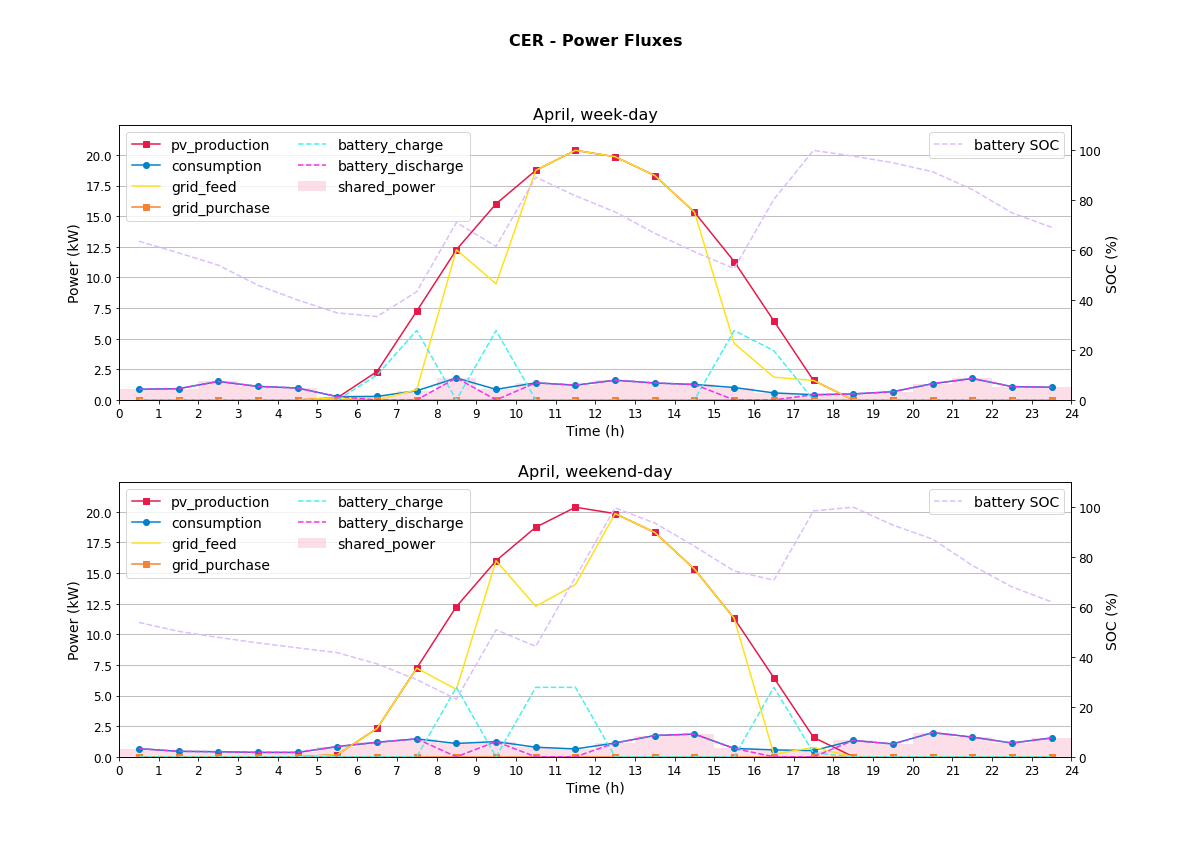 CER - Power Fluxes
April, week-day
pv_production
consumption
grid_feed
grid_purchase
battery_charge
battery_discharge
shared_power
battery SOC
Power (kW)
20.0
17.5
15.0
12.5
10.0
7.5
5.0
2.5
0.0
SOC (%)
100
80
60
40
20
0
0 1 2 3 4 5 6 7 8 9 10 11 12 13 14 15 16 17 18 19 20 21 22 23 24
Time (h)
April, weekend-day
pv_production
consumption
grid_feed
grid_purchase
battery_charge
battery_discharge
shared_power
battery SOC
Power (kW)
20.0
17.5
15.0
12.5
10.0
7.5
5.0
2.5
0.0
SOC (%)
100
80
60
40
20
0
0 1 2 3 4 5 6 7 8 9 10 11 12 13 14 15 16 17 18 19 20 21 22 23 24
Time (h)